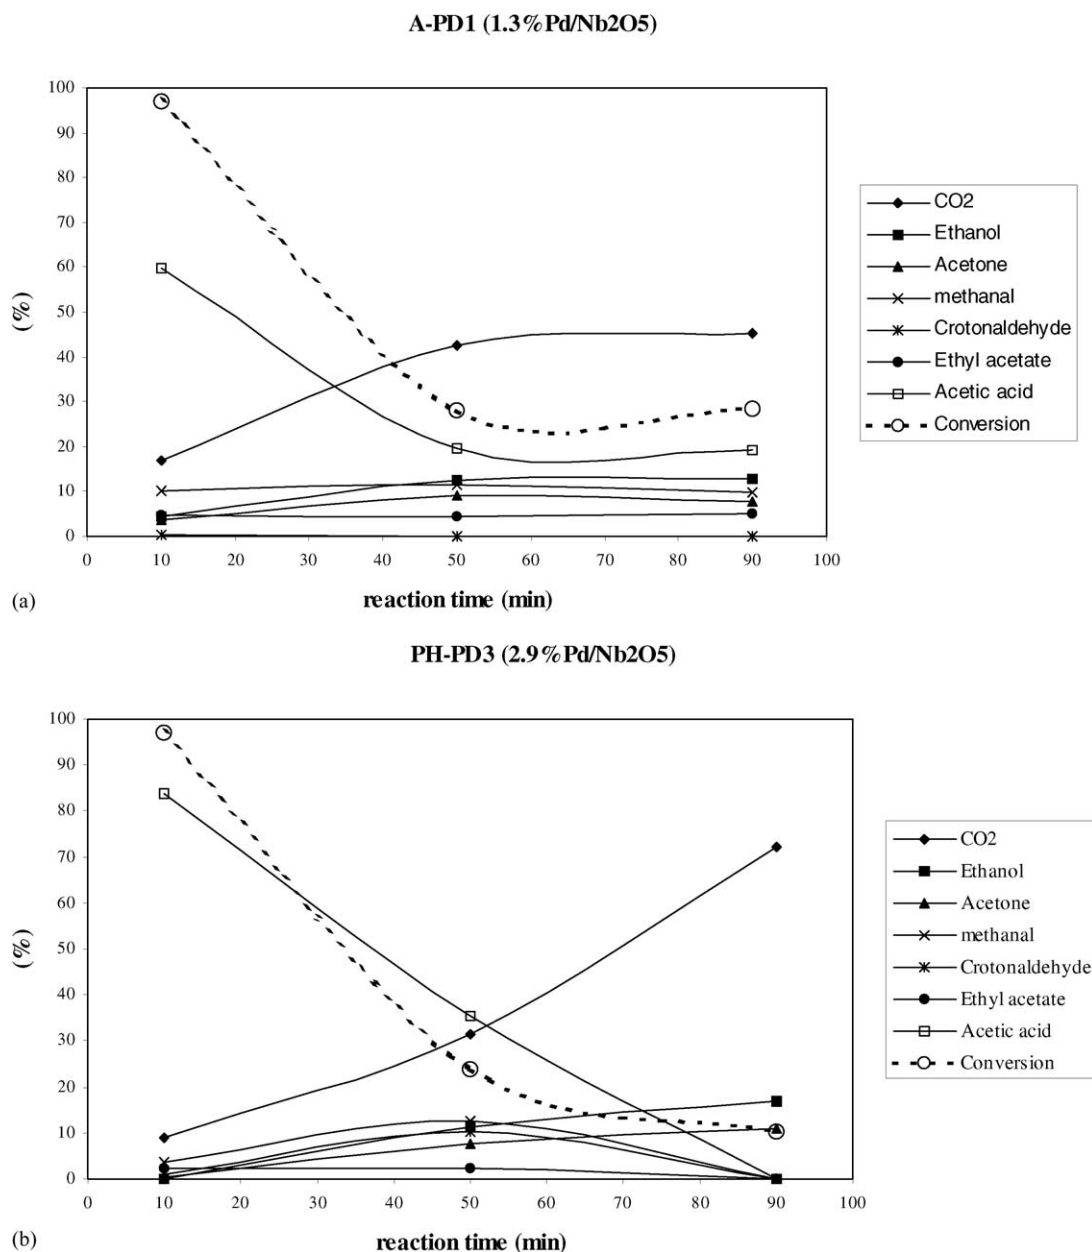 A-PD1 (1.3%Pd/Nb2O5)
100
90
80
70
60
50
40
30
20
10
0
(%)
0 10 20 30 40 50 60 70 80 90 100
reaction time (min)
(a)
CO2
Ethanol
Acetone
methanal
Crotonaldehyde
Ethyl acetate
Acetic acid
Conversion
PH-PD3 (2.9%Pd/Nb2O5)
100
90
80
70
60
50
40
30
20
10
0
(%)
0 10 20 30 40 50 60 70 80 90 100
reaction time (min)
(b)
CO2
Ethanol
Acetone
methanal
Crotonaldehyde
Ethyl acetate
Acetic acid
Conversion